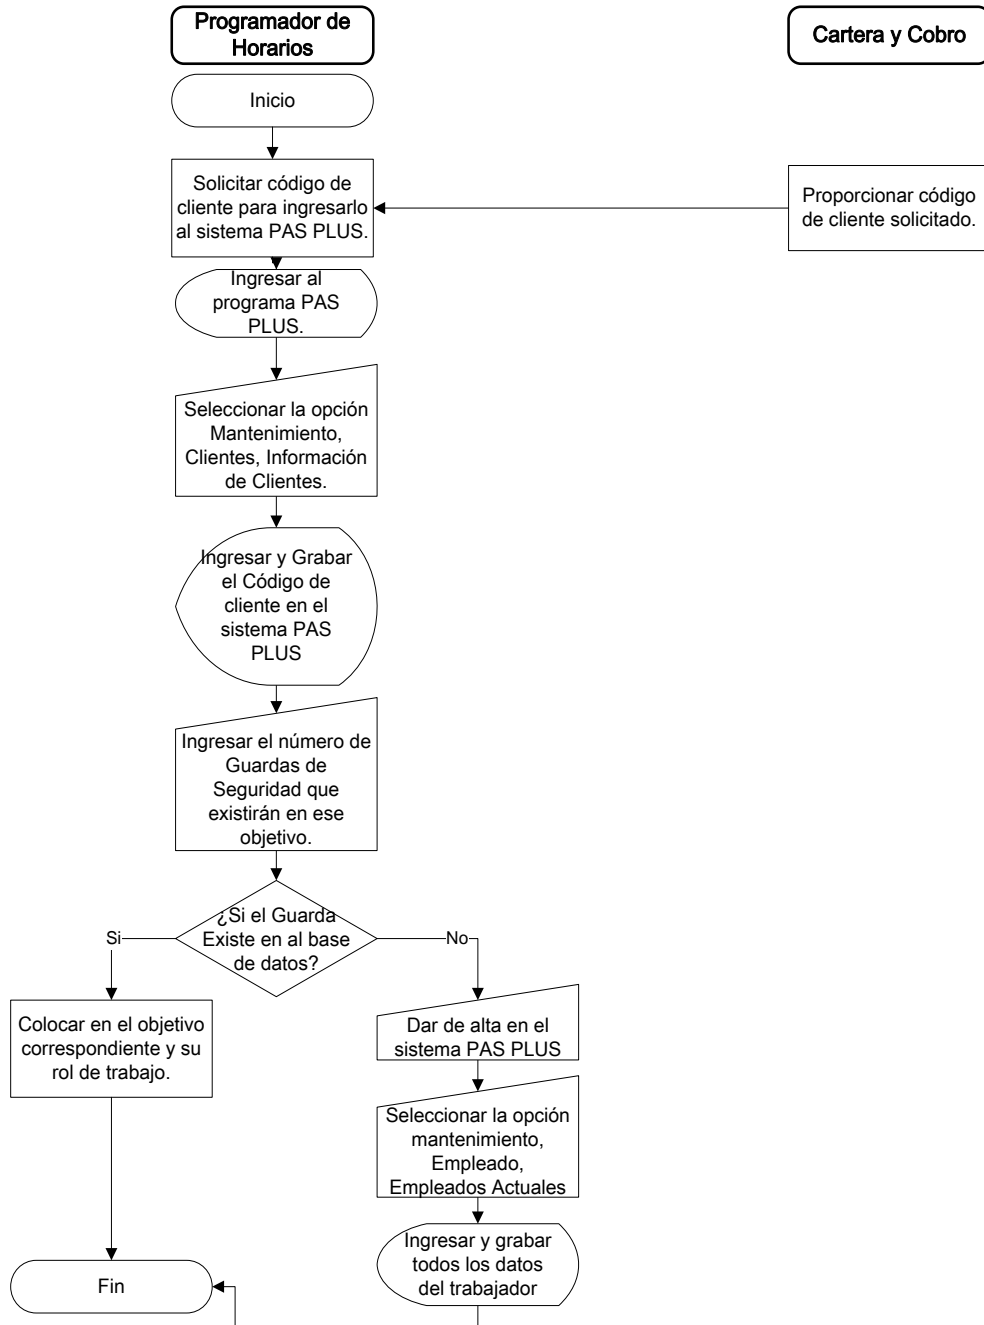 Programador de
Horarios
Cartera y Cobro
Inicio
Solicitar código de
cliente para ingresarlo
al sistema PAS PLUS.
Proporcionar código
de cliente solicitado.
Ingresar al
programa PAS
PLUS.
Seleccionar la opción
Mantenimiento,
Clientes, Información
de Clientes.
Ingresar y Grabar
el Código de
cliente en el
sistema PAS
PLUS
Ingresar el número de
Guardas de
Seguridad que
existirán en ese
objetivo.
¿Si el Guarda
Existe en al base
de datos?
Si
No
Colocar en el objetivo
correspondiente y su
rol de trabajo.
Dar de alta en el
sistema PAS PLUS
Seleccionar la opción
mantenimiento,
Empleado,
Empleados Actuales
Ingresar y grabar
todos los datos
del trabajador
Fin